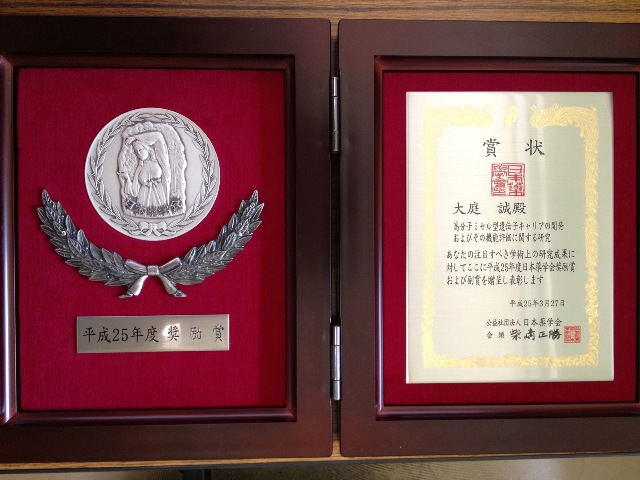 平成25年度 奨励賞
賞状
大庭 誠殿
高分子ミセル型遺伝子キャリアの開発
およびその機能評価に関する研究
あなたの注目すべき学術上の研究成果に
対してここに平成25年度日本薬学会奨励賞
および副賞を贈呈し表彰します
平成25年3月27日
公益社団法人日本薬学会
会頭 柴﨑正勝